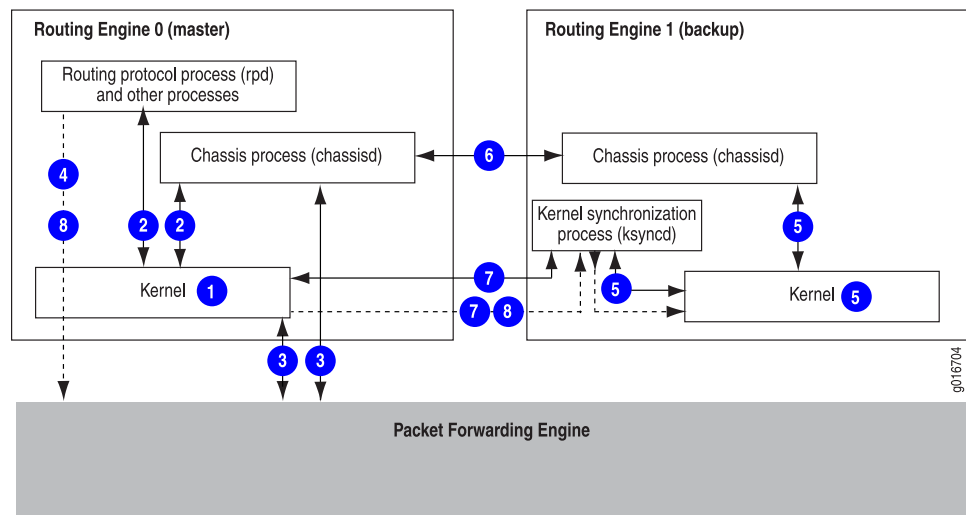 Routing Engine 0 (master)
Routing protocol process (rpd)
and other processes
Chassis process (chassisd)
4
8
2
2
Kernel
1
3
3
6
7
7
8
Routing Engine 1 (backup)
Chassis process (chassisd)
Kernel synchronization
process (ksyncd)
5
5
Kernel
5
g016704
Packet Forwarding Engine